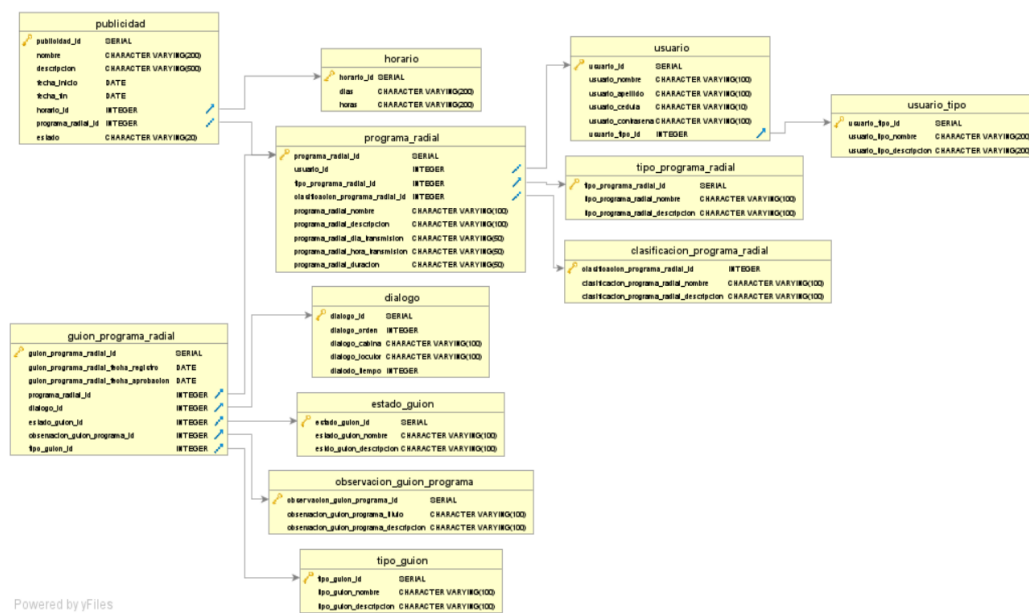 publicidad
publicidad_id SERIAL
nombre CHARACTER VARYING(200)
descripcion CHARACTER VARYING(500)
fecha_inicio DATE
fecha_fin DATE
horario_id INTEGER
programa_radial_id INTEGER
estado CHARACTER VARYING(20)
horario
horario_id SERIAL
dias CHARACTER VARYING(200)
horas CHARACTER VARYING(200)
usuario
usuario_id SERIAL
usuario_nombre CHARACTER VARYING(100)
usuario_apellido CHARACTER VARYING(100)
usuario_cedula CHARACTER VARYING(10)
usuario_contrasena CHARACTER VARYING(100)
usuario_tipo_id INTEGER
usuario_tipo
usuario_tipo_id SERIAL
usuario_tipo_nombre CHARACTER VARYING(200)
usuario_tipo_descripcion CHARACTER VARYING(200)
programa_radial
programa_radial_id SERIAL
usuario_id INTEGER
tipo_programa_radial_id INTEGER
clasificacion_programa_radial_id INTEGER
programa_radial_nombre CHARACTER VARYING(100)
programa_radial_descripcion CHARACTER VARYING(100)
programa_radial_dia_transmision CHARACTER VARYING(50)
programa_radial_hora_transmision CHARACTER VARYING(50)
programa_radial_duracion CHARACTER VARYING(50)
tipo_programa_radial
tipo_programa_radial_id SERIAL
tipo_programa_radial_nombre CHARACTER VARYING(100)
tipo_programa_radial_descripcion CHARACTER VARYING(100)
clasificacion_programa_radial
clasificacion_programa_radial_id INTEGER
clasificacion_programa_radial_nombre CHARACTER VARYING(100)
clasificacion_programa_radial_descripcion CHARACTER VARYING(100)
dialogo
dialogo_id SERIAL
dialogo_orden INTEGER
dialogo_cabina CHARACTER VARYING(100)
dialogo_locutor CHARACTER VARYING(100)
dialodo_tiempo INTEGER
guion_programa_radial
guion_programa_radial_id SERIAL
guion_programa_radial_fecha_registro DATE
guion_programa_radial_fecha_aprobacion DATE
programa_radial_id INTEGER
dialogo_id INTEGER
estado_guion_id INTEGER
observacion_guion_programa_id INTEGER
tipo_guion_id INTEGER
estado_guion
estado_guion_id SERIAL
estado_guion_nombre CHARACTER VARYING(100)
estdo_guion_descripcion CHARACTER VARYING(100)
observacion_guion_programa
observacion_guion_programa_id SERIAL
observacion_guion_programa_titulo CHARACTER VARYING(100)
observacion_guion_programa_descripcion CHARACTER VARYING(100)
tipo_guion
tipo_guion_id SERIAL
tipo_guion_nombre CHARACTER VARYING(100)
tipo_guion_descripcion CHARACTER VARYING(100)
Powered by yFiles